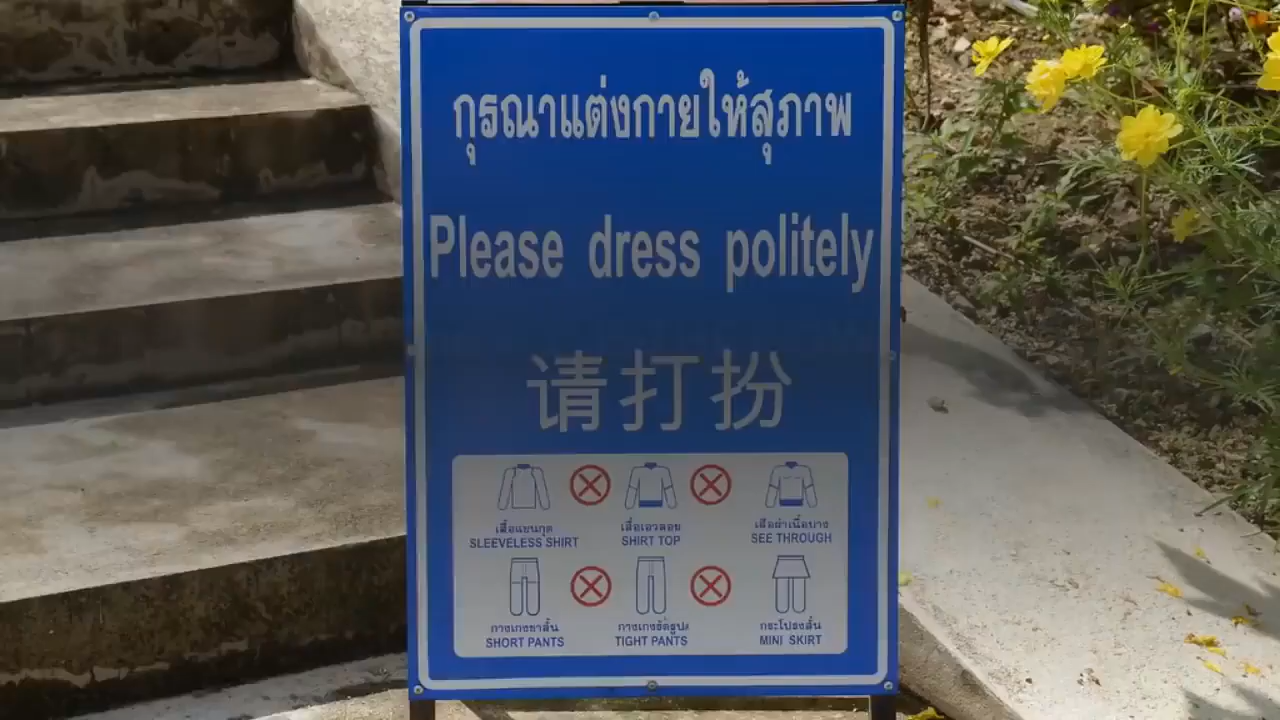 กุรณาแต่งกายให้สุภาพ
Please dress politely
请打扮
เสื้อแขนกุด เสื้อเอวลอย เสื้อผ้าเนื้อบาง
SLEEVELESS SHIRT SHIRT TOP SEE THROUGH
กางเกงขาสั้น กางเกงรัดรูป กระโปรงสั้น
SHORT PANTS TIGHT PANTS MINI SKIRT